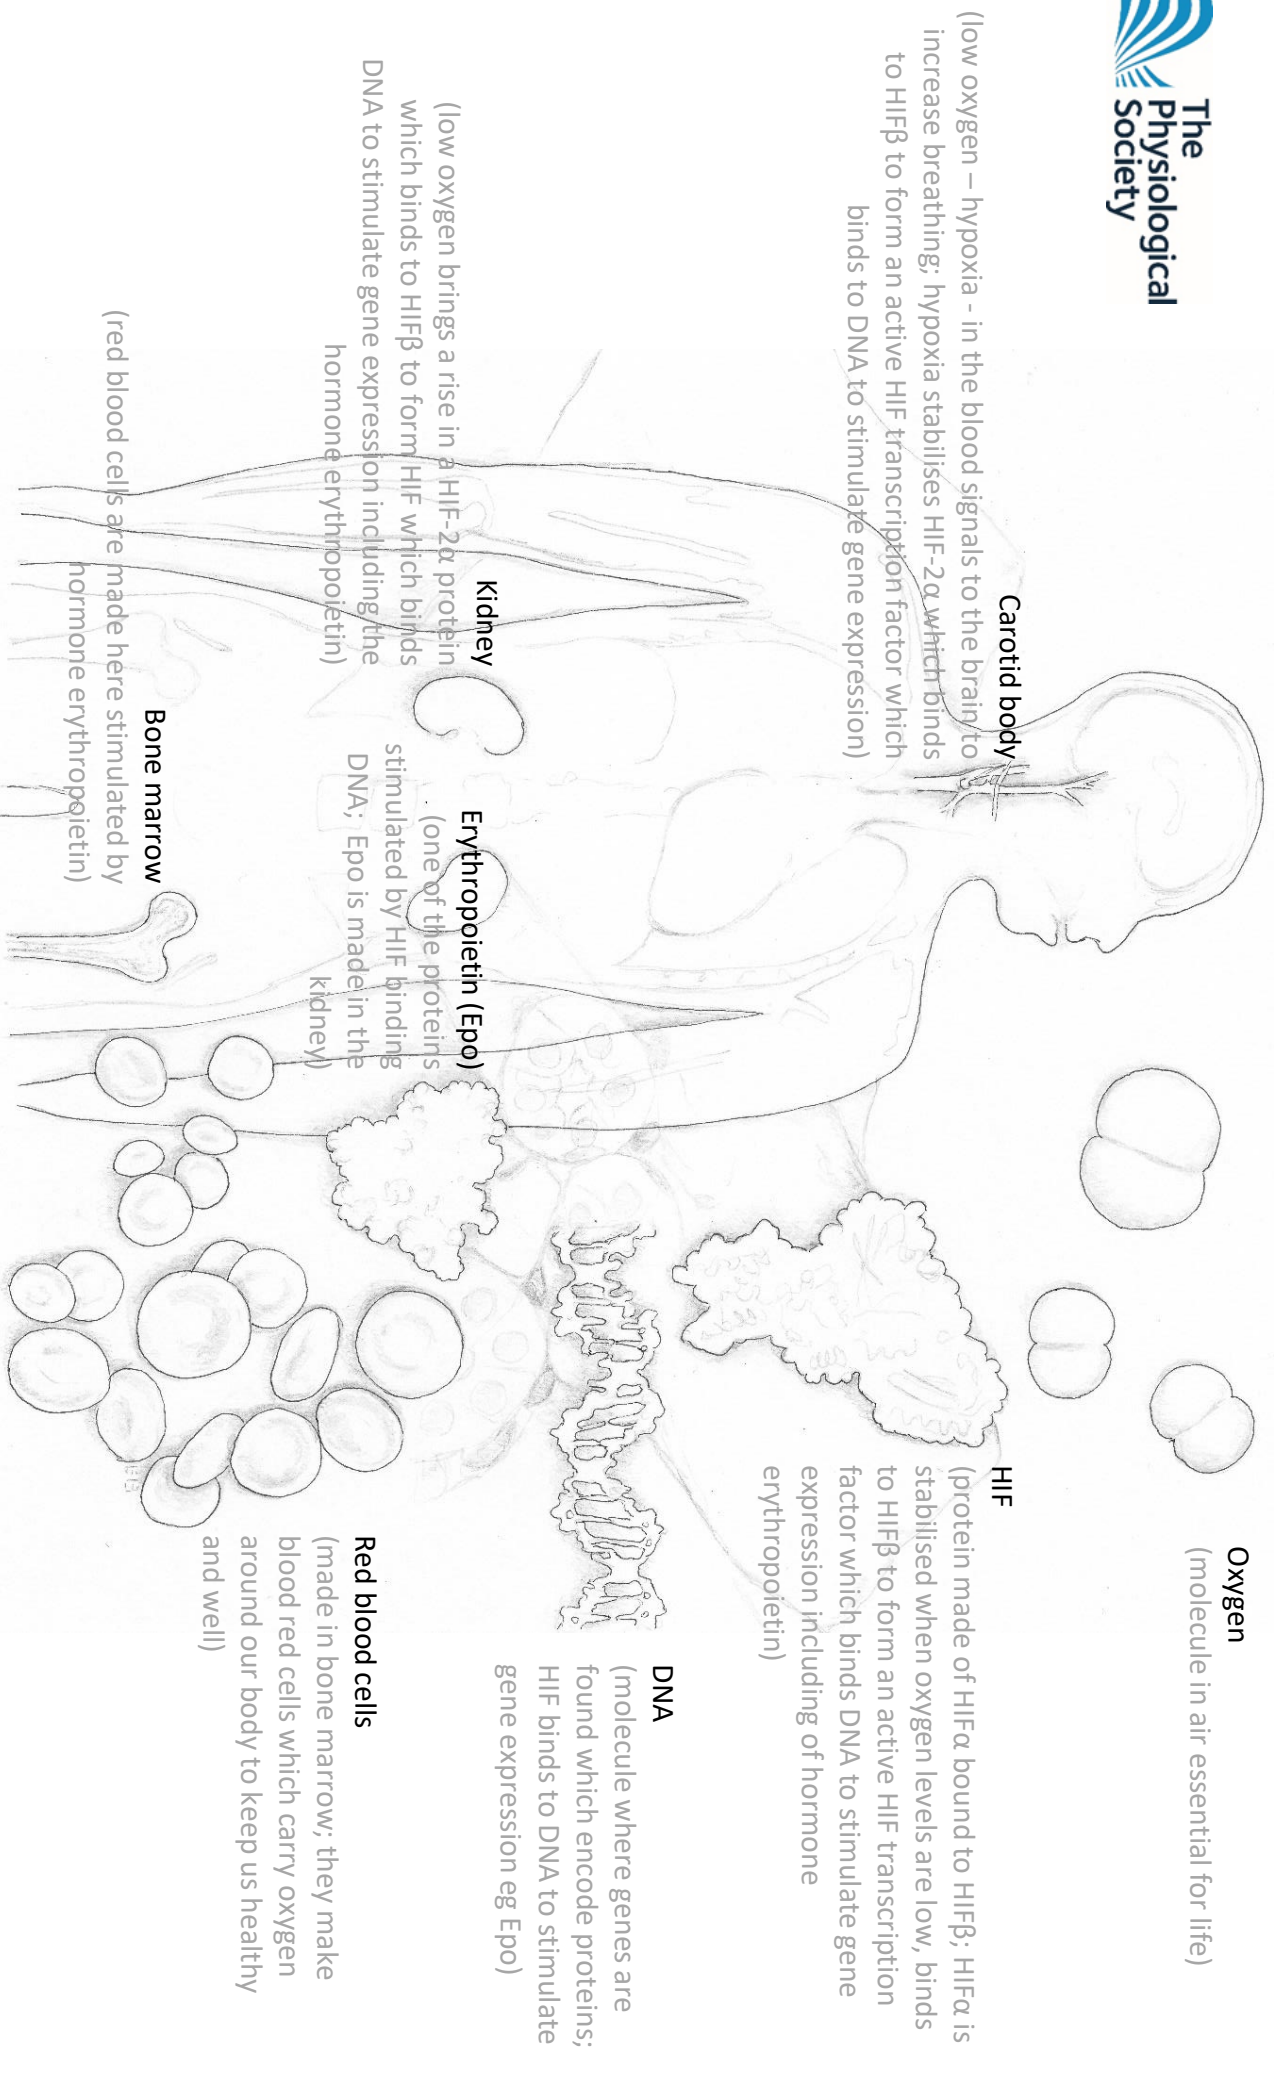 The
Physiological
Society
Carotid body
(low oxygen – hypoxia - in the blood signals to the brain to
increase breathing; hypoxia stabilises HIF-2α which binds
to HIFβ to form an active HIF transcription factor which
binds to DNA to stimulate gene expression)
Kidney
(low oxygen brings a rise in a HIF-2α protein
which binds to HIFβ to form HIF which binds
DNA to stimulate gene expression including the
hormone erythropoietin)
Bone marrow
(red blood cells are made here stimulated by
hormone erythropoietin)
Erythropoietin (Epo)
(one of the proteins
stimulated by HIF binding
DNA; Epo is made in the
kidney)
Oxygen
(molecule in air essential for life)
HIF
(protein made of HIFα bound to HIFβ; HIFα is
stabilised when oxygen levels are low, binds
to HIFβ to form an active HIF transcription
factor which binds DNA to stimulate gene
expression including of hormone
erythropoietin)
DNA
(molecule where genes are
found which encode proteins;
HIF binds to DNA to stimulate
gene expression eg Epo)
Red blood cells
(made in bone marrow; they make
blood red cells which carry oxygen
around our body to keep us healthy
and well)